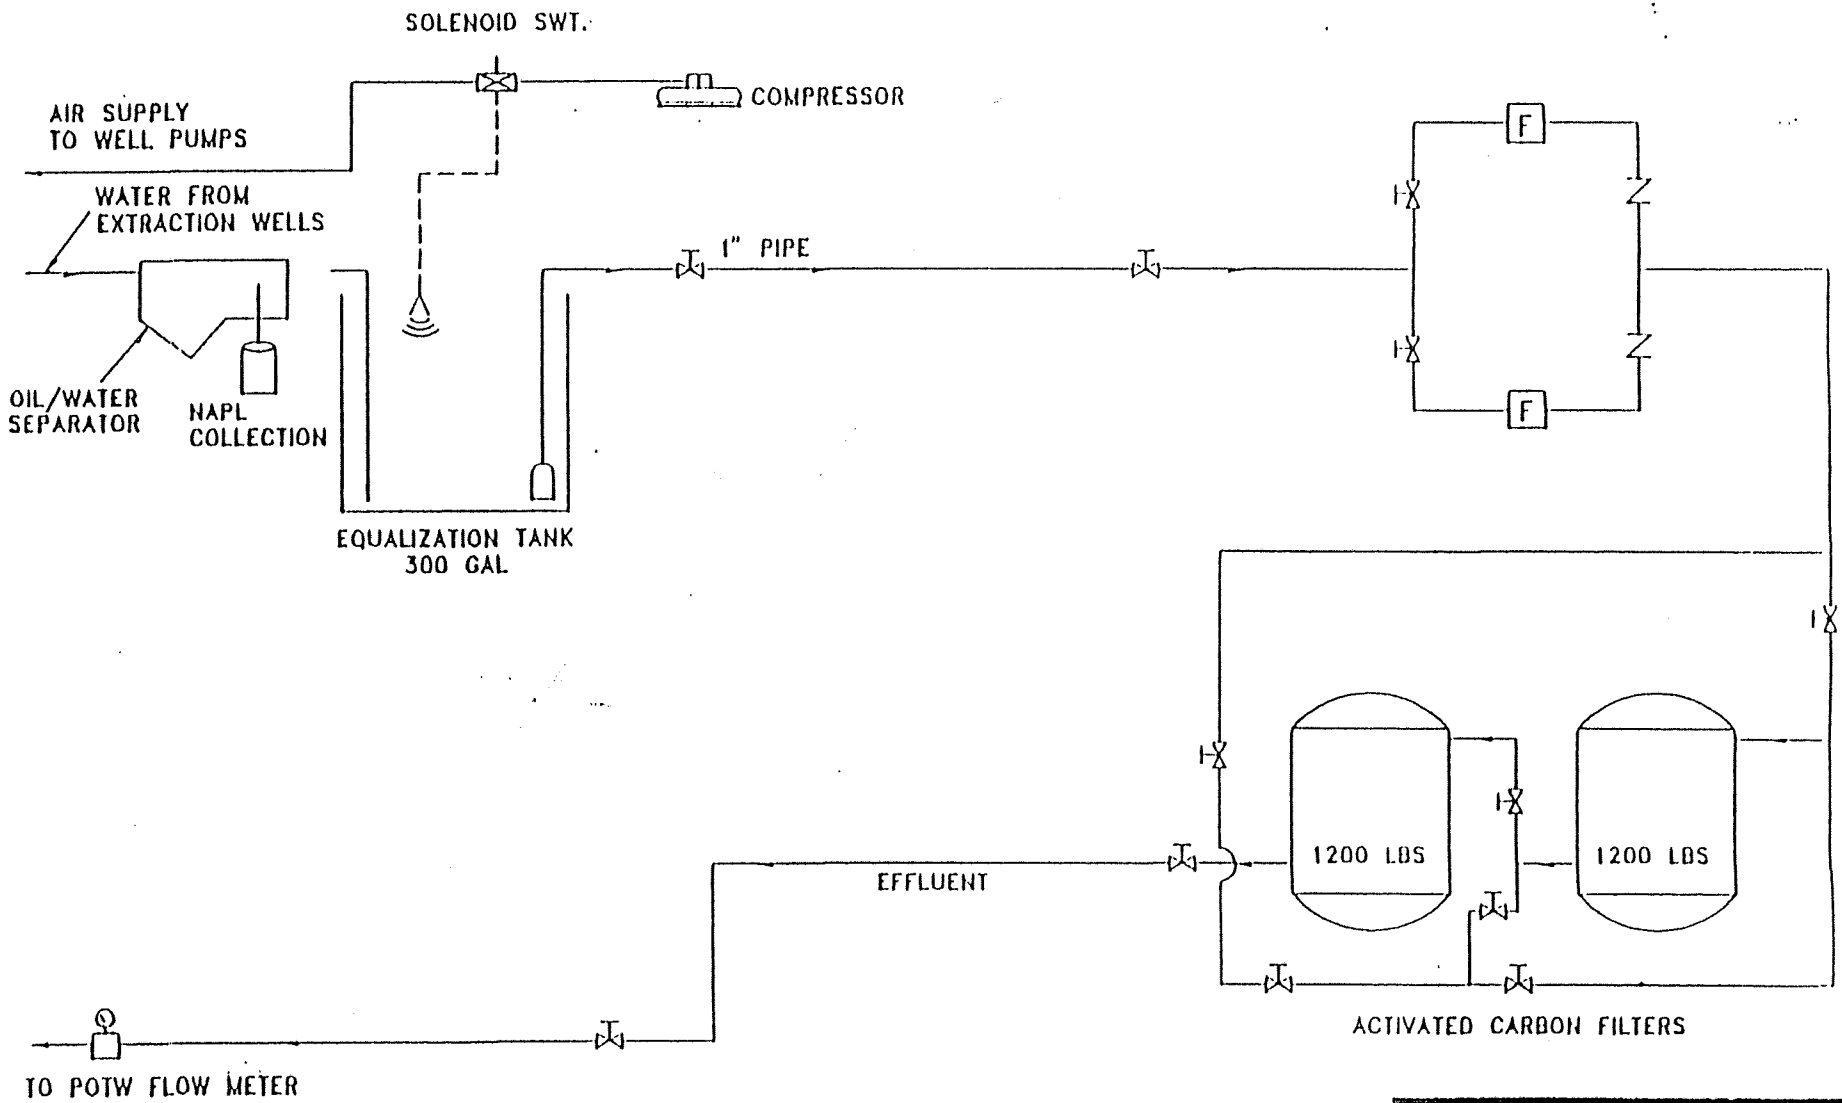 SOLENOID SWT.
COMPRESSOR
AIR SUPPLY
TO WELL PUMPS
WATER FROM
EXTRACTION WELLS
1" PIPE
F
F
OIL/WATER
SEPARATOR
NAPL
COLLECTION
EQUALIZATION TANK
300 GAL
1200 LBS
1200 LBS
EFFLUENT
ACTIVATED CARBON FILTERS
TO POTW FLOW METER